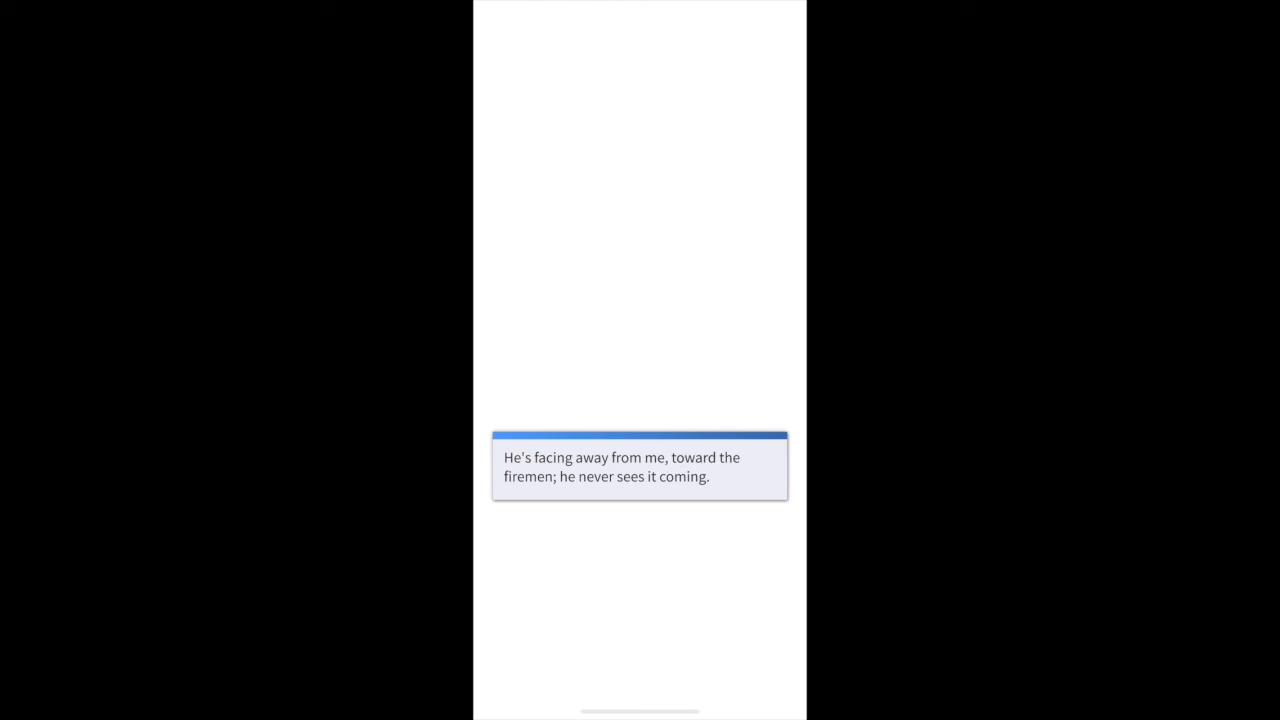 He's facing away from me, toward the
firemen; he never sees it coming.